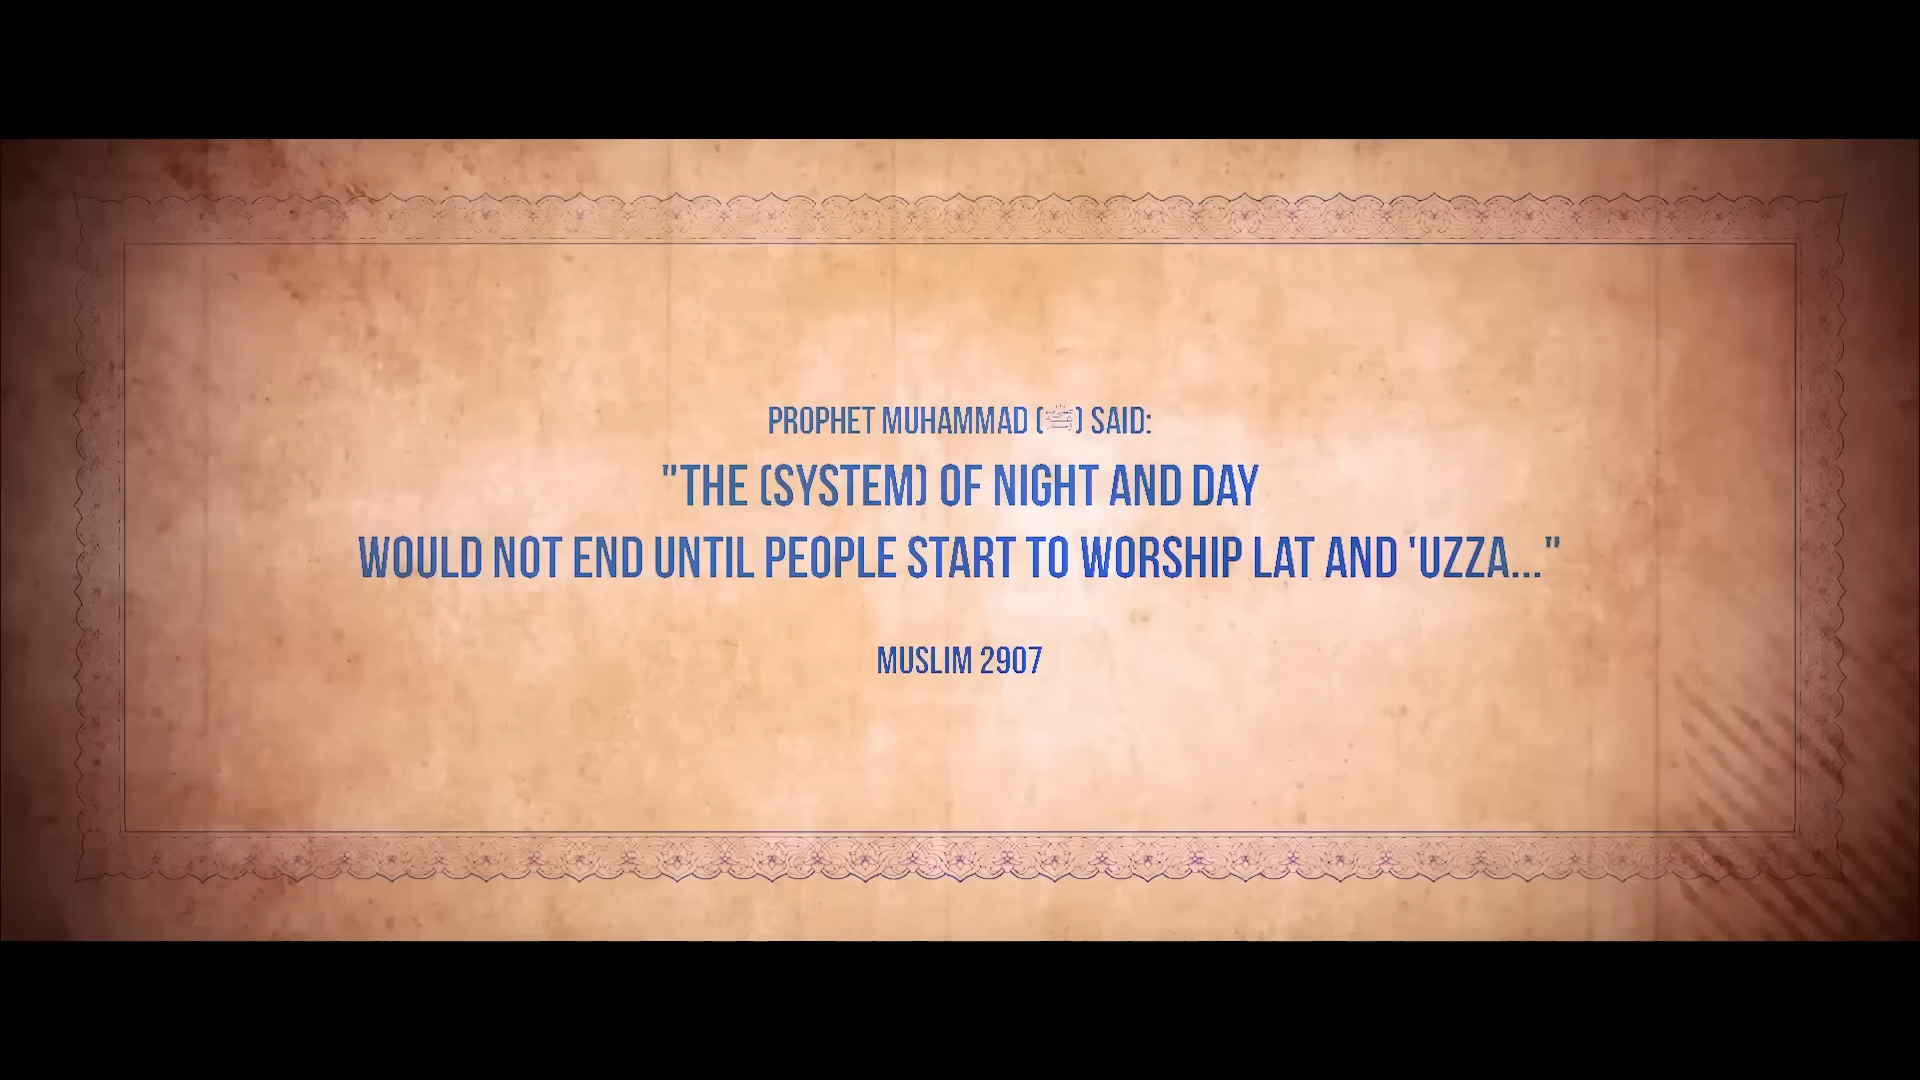 PROPHET MUHAMMAD (ﷺ) SAID:
"THE (SYSTEM) OF NIGHT AND DAY
WOULD NOT END UNTIL PEOPLE START TO WORSHIP LAT AND 'UZZA..."
MUSLIM 2907